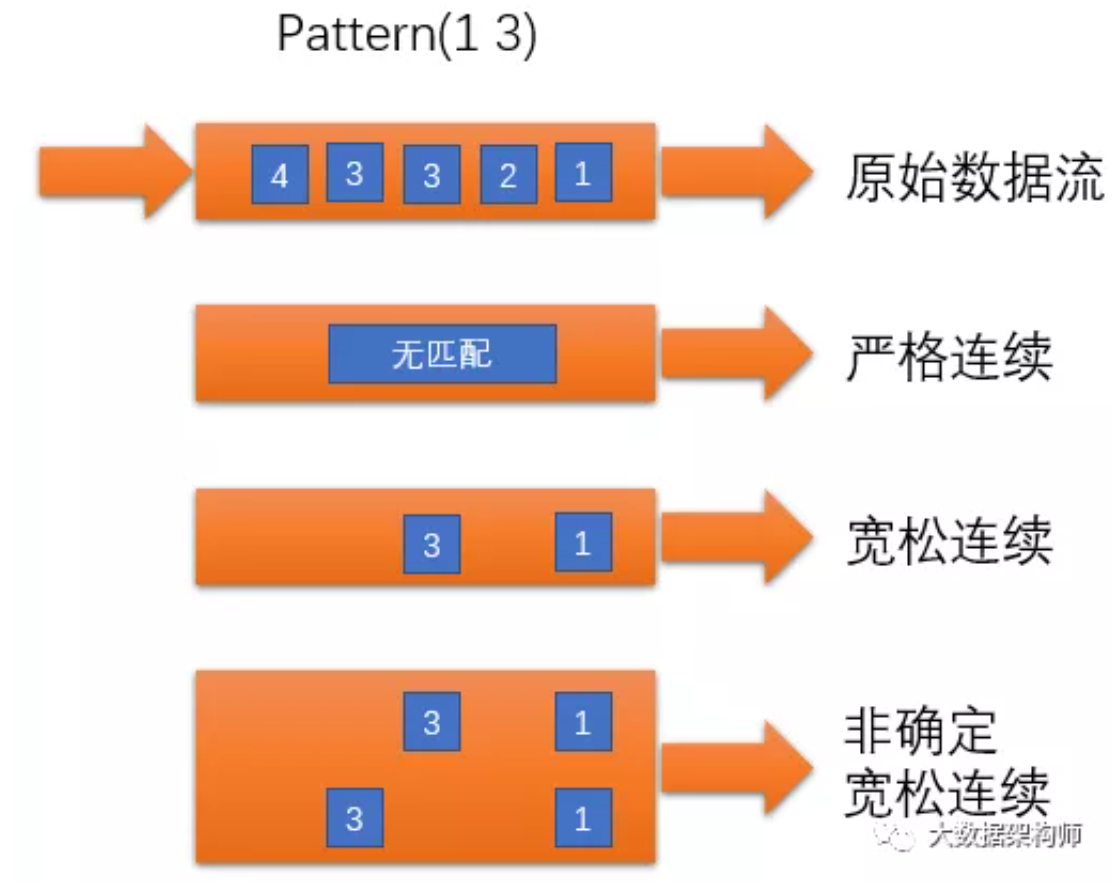 Pattern(1 3)
4 3 3 2 1
原始数据流
无匹配
严格连续
3 1
宽松连续
3 1
3 1
非确定
宽松连续
大数据架构师